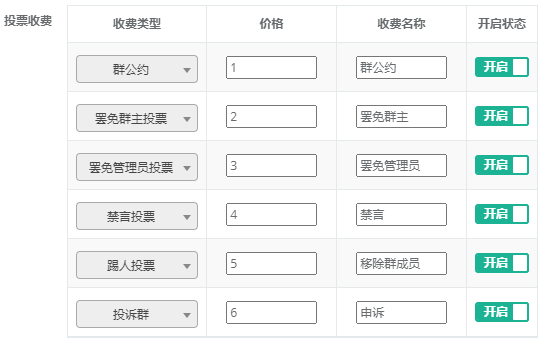 投票收费
收费类型 价格 收费名称 开启状态
群公约 1 群公约 开启
罢免群主投票 2 罢免群主 开启
罢免管理员投票 3 罢免管理员 开启
禁言投票 4 禁言 开启
踢人投票 5 移除群成员 开启
投诉群 6 申诉 开启